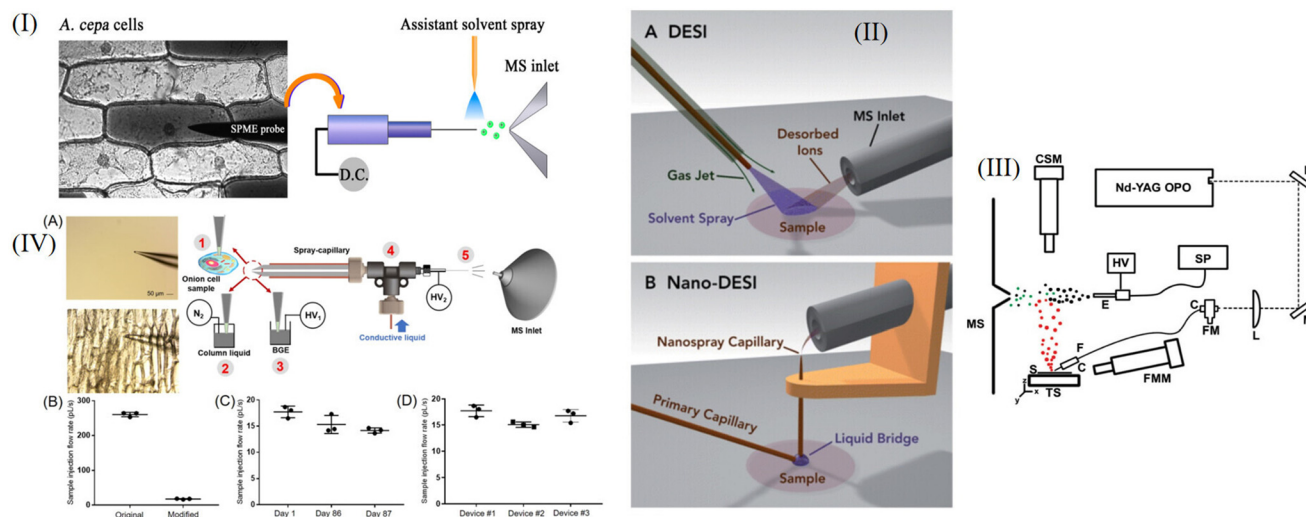 (I)
A. cepa cells
SPME probe
D.C.
Assistant solvent spray
MS inlet
(II)
A DESI
MS Inlet
Desorbed
Ions
Gas Jet
Solvent Spray
Sample
B Nano-DESI
Nanospray Capillary
Primary Capillary
Liquid Bridge
Sample
(III)
CSM
Nd-YAG OPO
HV
SP
E
MS
C
FM
L
F
C
S
TS
FMM
z
x
y
(IV)
(A)
50 µm
1
Onion cell
sample
Spray-capillary
4
5
HV2
MS Inlet
N2
Column liquid
2
HV1
BGE
3
Conductive liquid
(B)
Sample injection flow rate (pL/s)
300
200
100
0
Original
Modified
(C)
Sample injection flow rate (pL/s)
20
15
10
5
0
Day 1
Day 86
Day 87
(D)
Sample injection flow rate (pL/s)
20
15
10
5
0
Device #1
Device #2
Device #3